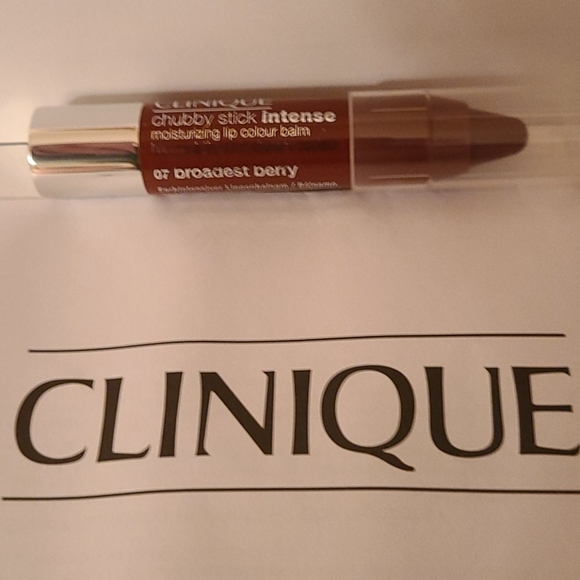 CLINIQUE
chubby stick intense
moisturizing lip colour balm
07 broadest berry
CLINIQUE